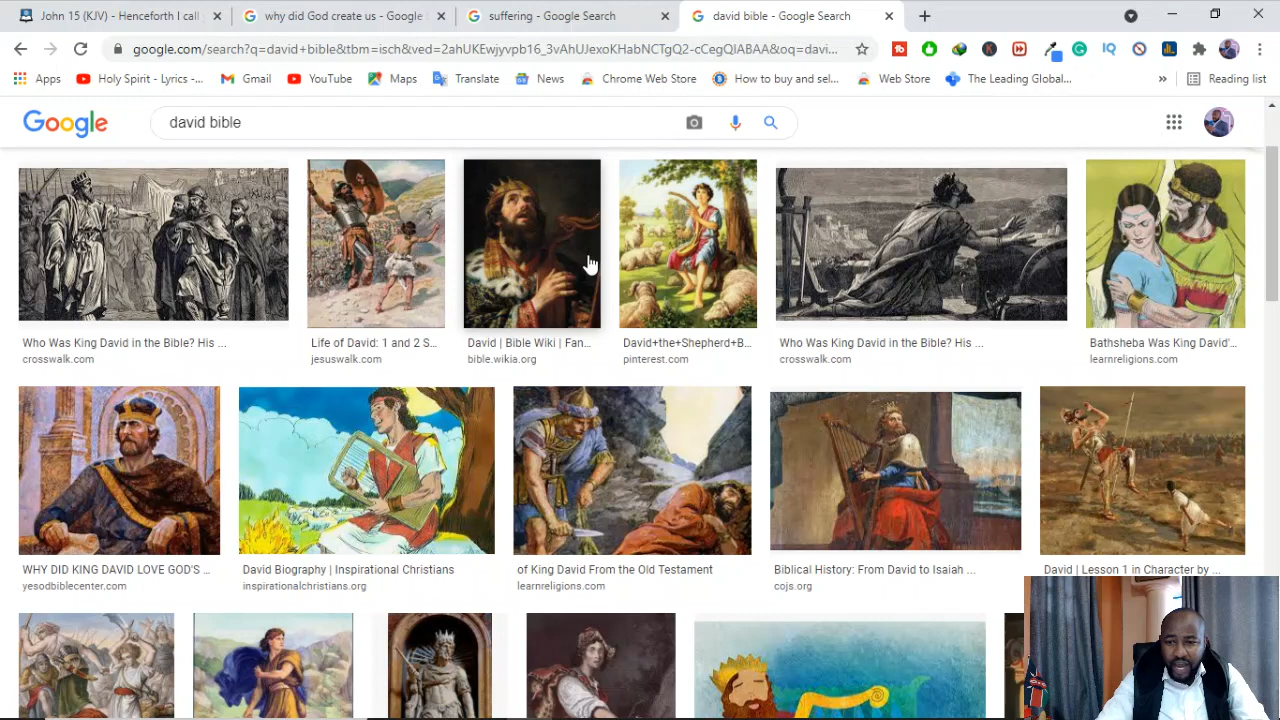 John 15 (KJV) - Henceforth I call
why did God create us - Google
suffering - Google Search
david bible - Google Search
google.com/search?q=david+bible&tbm=isch&ved=2ahUKEwjyvpb16_3vAhUJexoKHabNCTgQ2-cCegQIABAA&oq=davi...
Apps
Holy Spirit - Lyrics -...
Gmail
YouTube
Maps
Translate
News
Chrome Web Store
How to buy and sel...
Web Store
The Leading Global...
»
Reading list
Google
david bible
Who Was King David in the Bible? His ...
crosswalk.com
Life of David: 1 and 2 S...
jesuswalk.com
David | Bible Wiki | Fan...
bible.wikia.org
David+the+Shepherd+B...
pinterest.com
Who Was King David in the Bible? His ...
crosswalk.com
Bathsheba Was King David'...
learnreligions.com
WHY DID KING DAVID LOVE GOD'S ...
yesodbiblecenter.com
David Biography | Inspirational Christians
inspirationalchristians.org
of King David From the Old Testament
learnreligions.com
Biblical History: From David to Isaiah ...
cojs.org
David | Lesson 1 in Character by ...